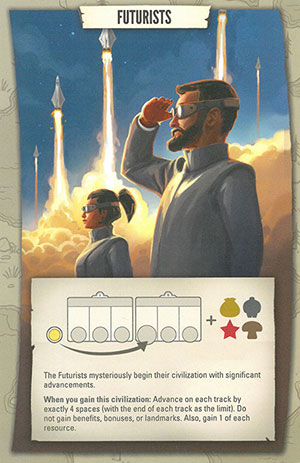 FUTURISTS
+
The Futurists mysteriously begin their civilization with significant
advancements.
When you gain this civilization: Advance on each track by
exactly 4 spaces (with the end of each track as the limit). Do
not gain benefits, bonuses, or landmarks. Also, gain 1 of each
resource.